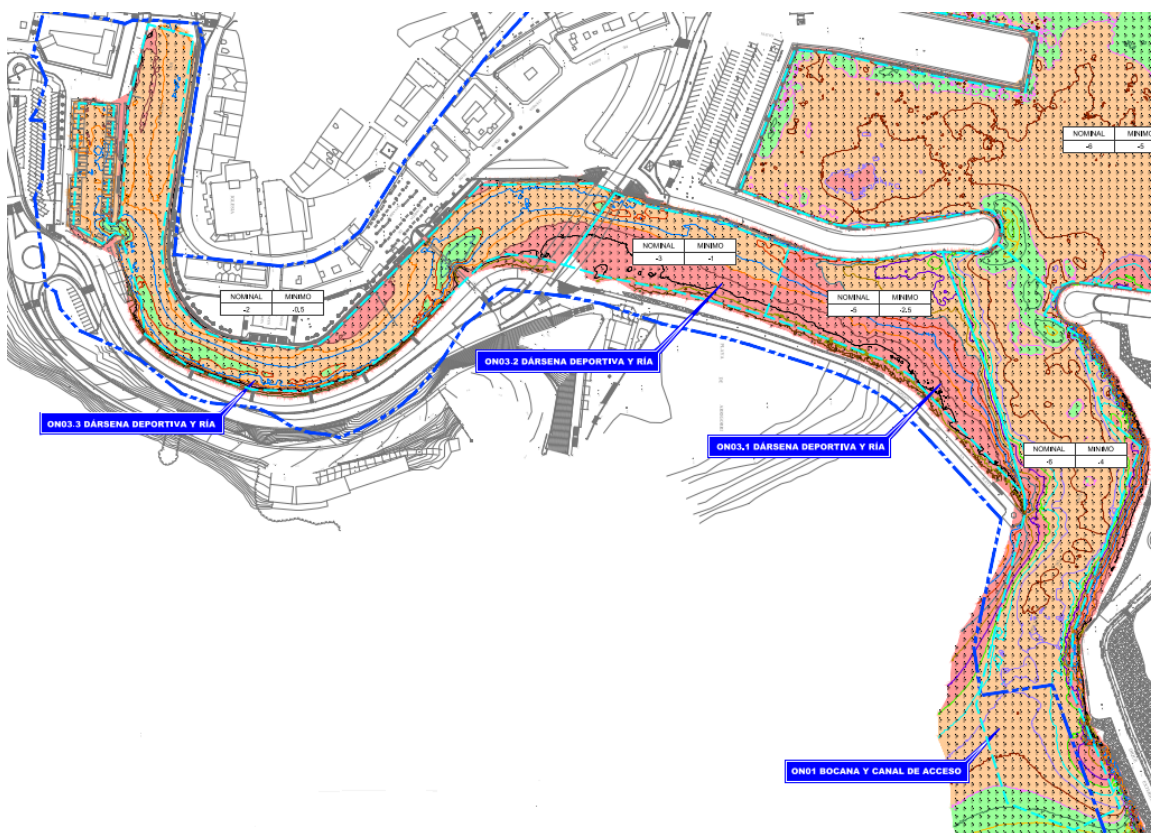 NOMINAL MINIMO
-6 -5
NOMINAL MINIMO
-3 -1
NOMINAL MINIMO
-2 -0,5
NOMINAL MINIMO
-5 -2.5
ON03.2 DÁRSENA DEPORTIVA Y RÍA
ON03.3 DÁRSENA DEPORTIVA Y RÍA
ON03.1 DÁRSENA DEPORTIVA Y RÍA
NOMINAL MINIMO
-6 -4
ON01 BOCANA Y CANAL DE ACCESO